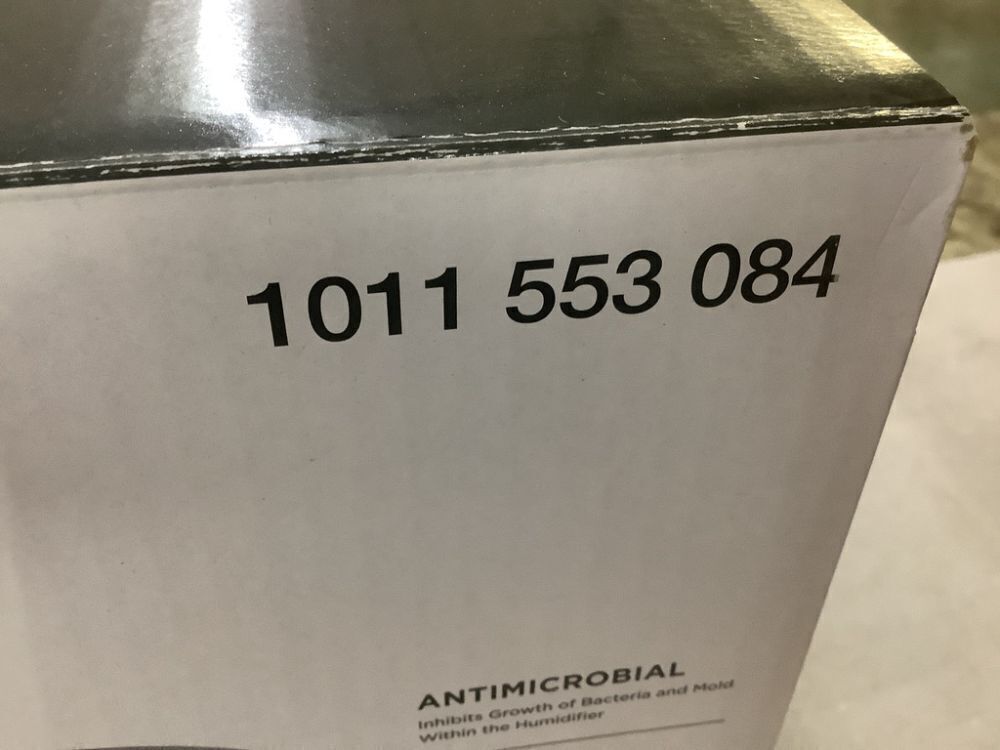 1011 553 084
ANTIMICROBIAL
Inhibits Growth of Bacteria and Mold
Within the Humidifier